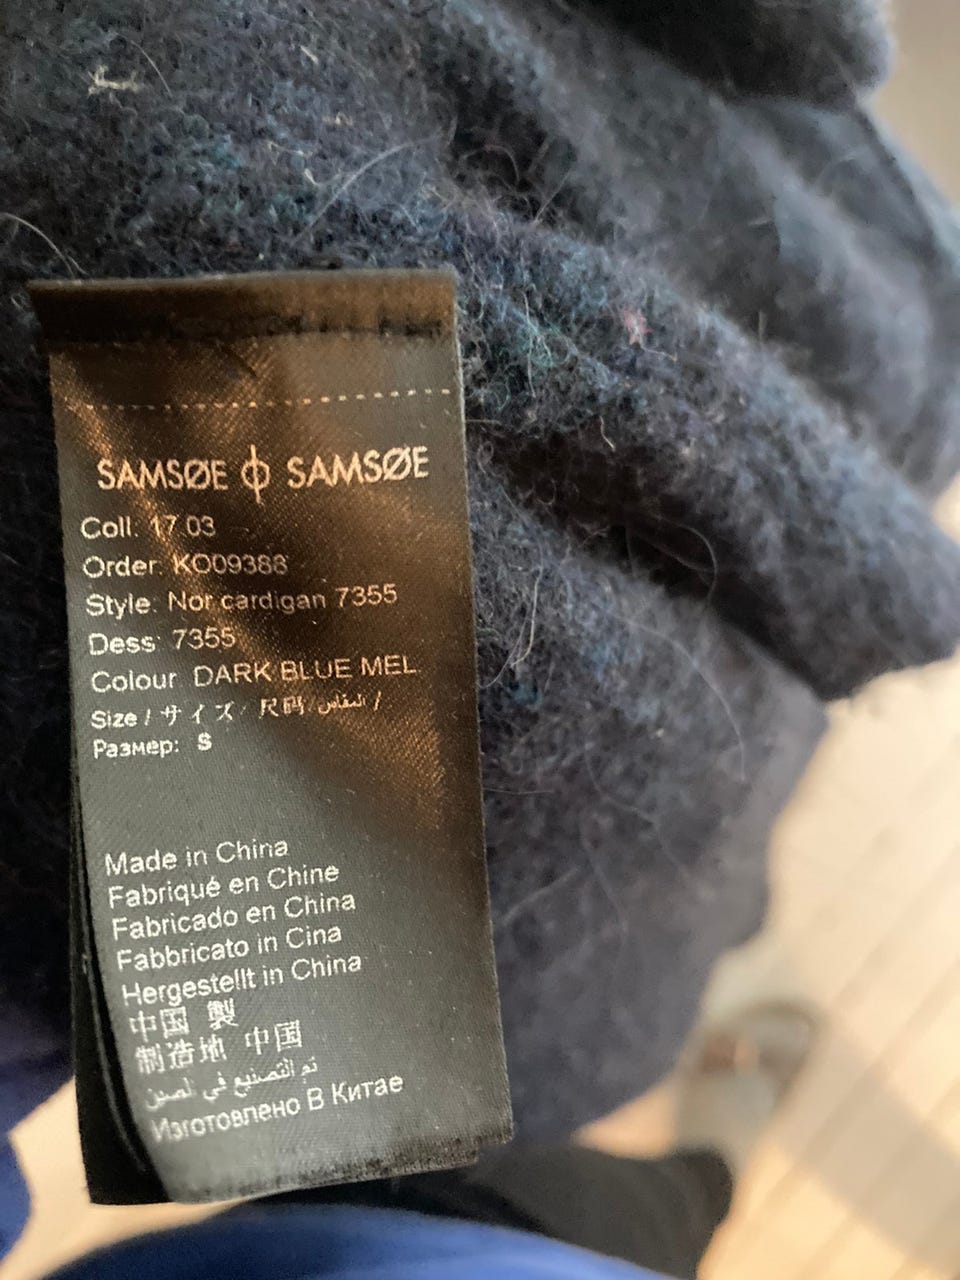 SAMSØE ф SAMSØE
Coll. 17 03
Order: KO09388
Style: Nor cardigan 7355
Dess: 7355
Colour DARK BLUE MEL
Size / サイズ / 尺码 / المقاس /
Размер: S
Made in China
Fabriqué en Chine
Fabricado en China
Fabbricato in Cina
Hergestellt in China
中国 製
制造地 中国
تم التصنيع في لصين
Изготовлено В Китае